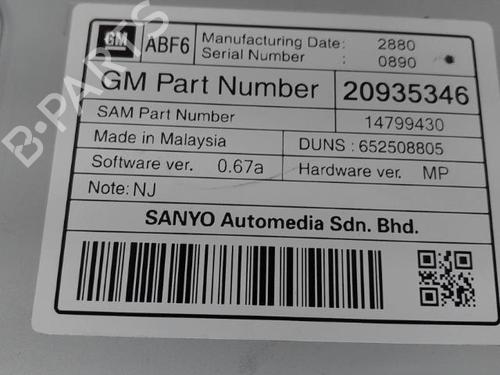 GM ABF6 Manufacturing Date: 2880
Serial Number : 0890
GM Part Number 20935346
SAM Part Number 14799430
Made in Malaysia DUNS : 652508805
Software ver. 0.67a Hardware ver. MP
Note: NJ
SANYO Automedia Sdn. Bhd.
B-PARTS